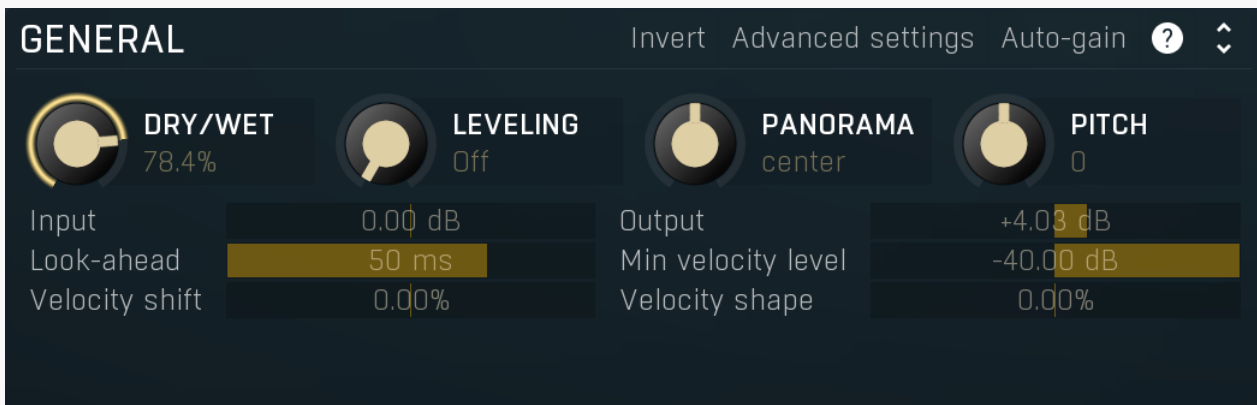 GENERAL Invert Advanced settings Auto-gain ?
DRY/WET LEVELING PANORAMA PITCH
78.4% Off center 0
Input 0.00 dB Output +4.03 dB
Look-ahead 50 ms Min velocity level -40.00 dB
Velocity shift 0.00% Velocity shape 0.00%